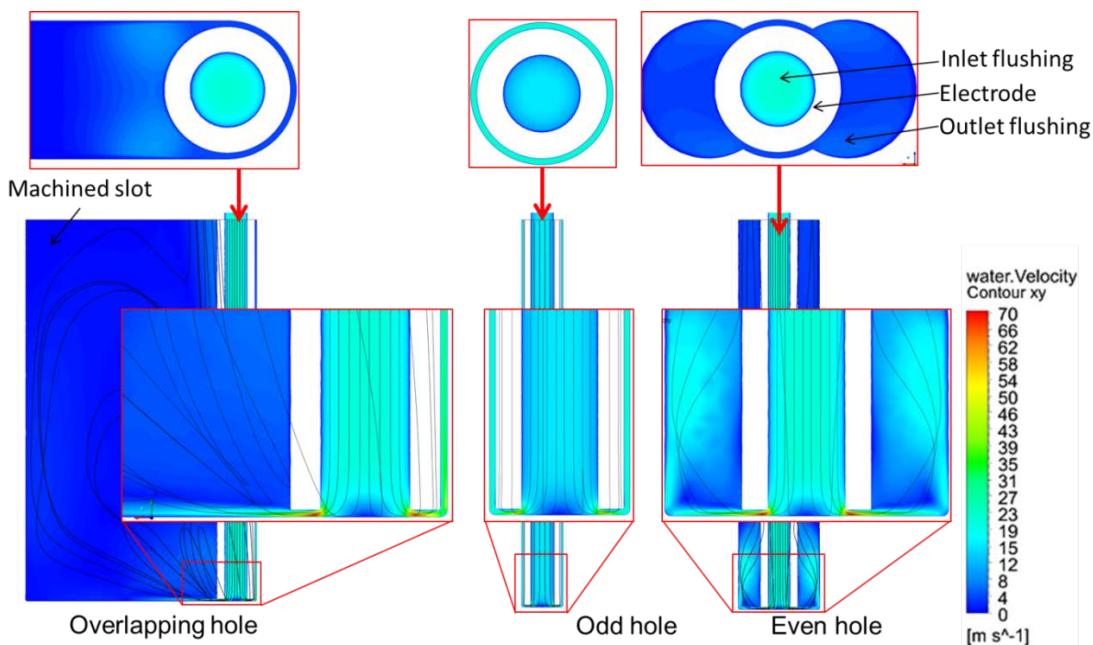 Inlet flushing
Electrode
Outlet flushing
Machined slot
water.Velocity
Contour xy
70
66
62
58
54
50
46
43
39
35
31
27
23
19
15
12
8
4
0
[m s^-1]
Overlapping hole
Odd hole
Even hole